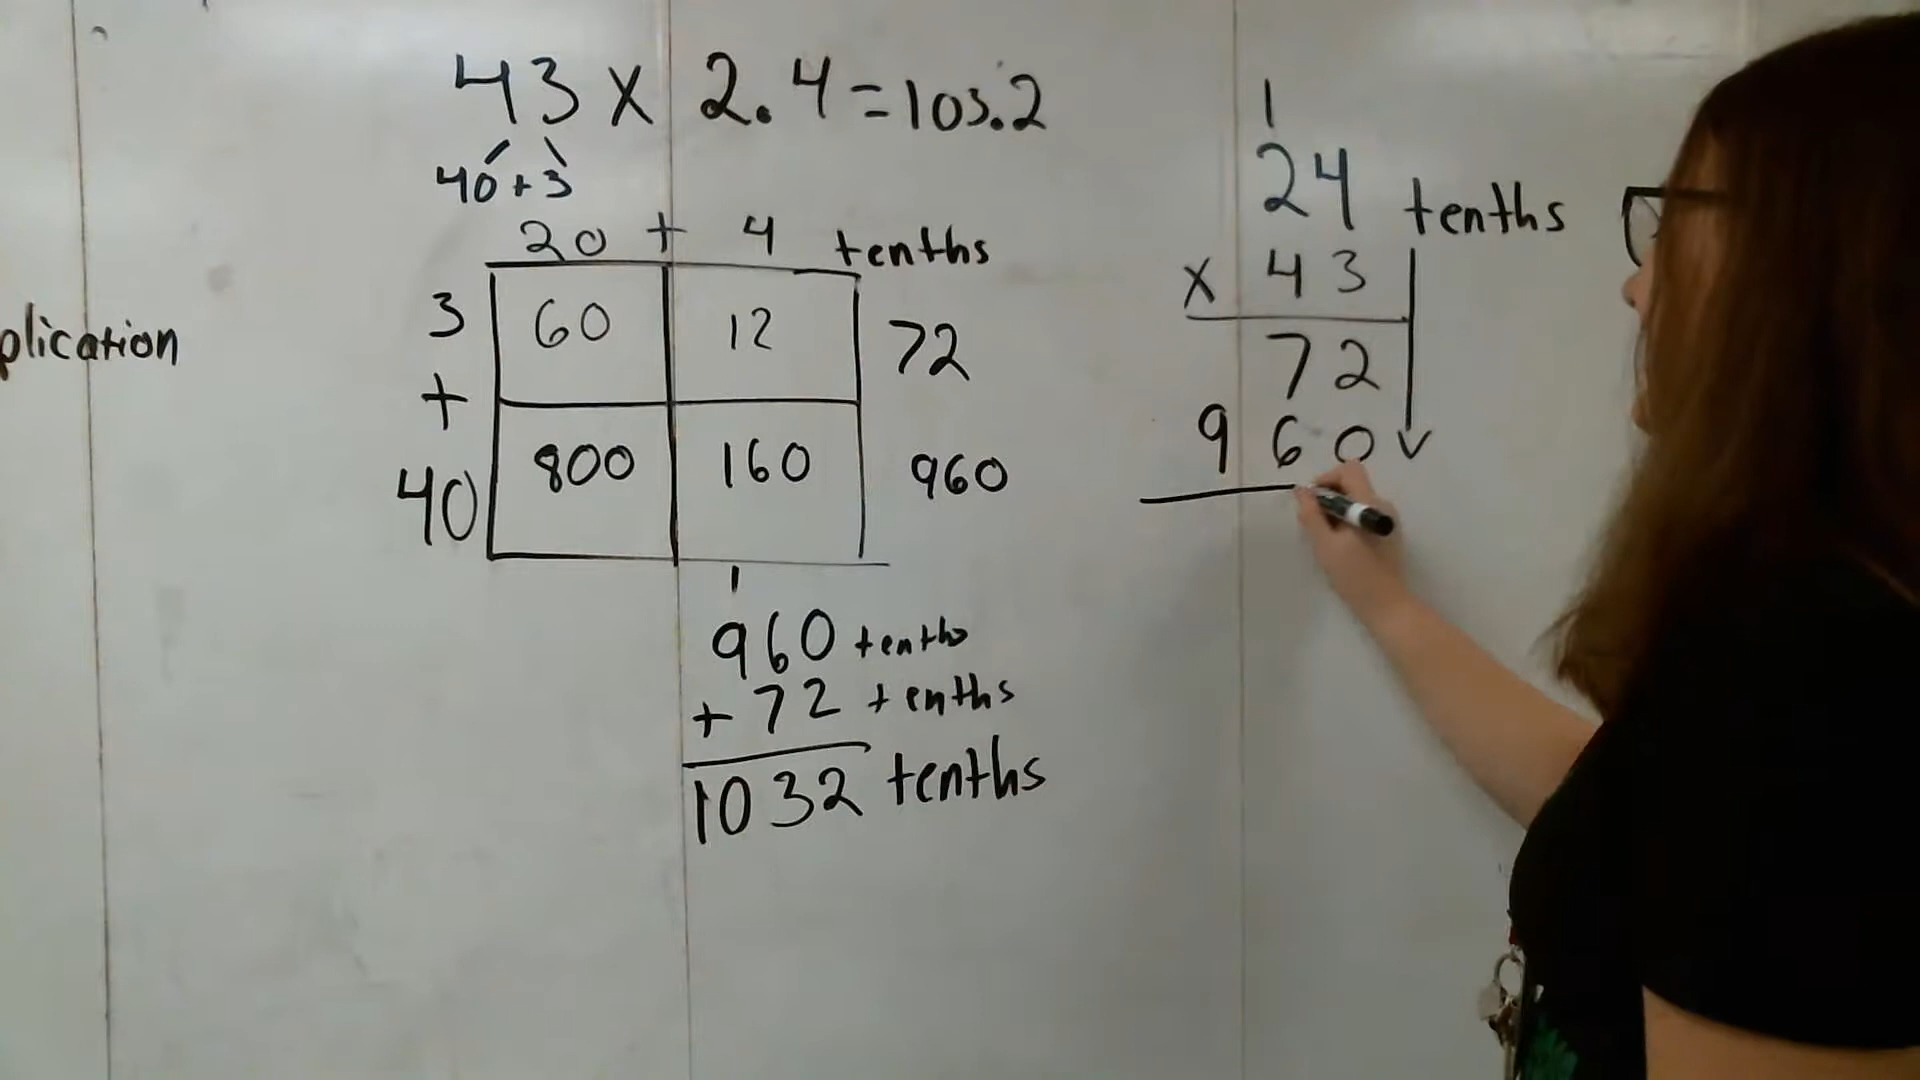 43 x 2.4 = 103.2
40 + 3
20 + 4 tenths
3 60 12 72
+
40 800 160 960
1
960 tenths
+ 72 tenths
1032 tenths
plication
1
24 tenths
x 43
72
960